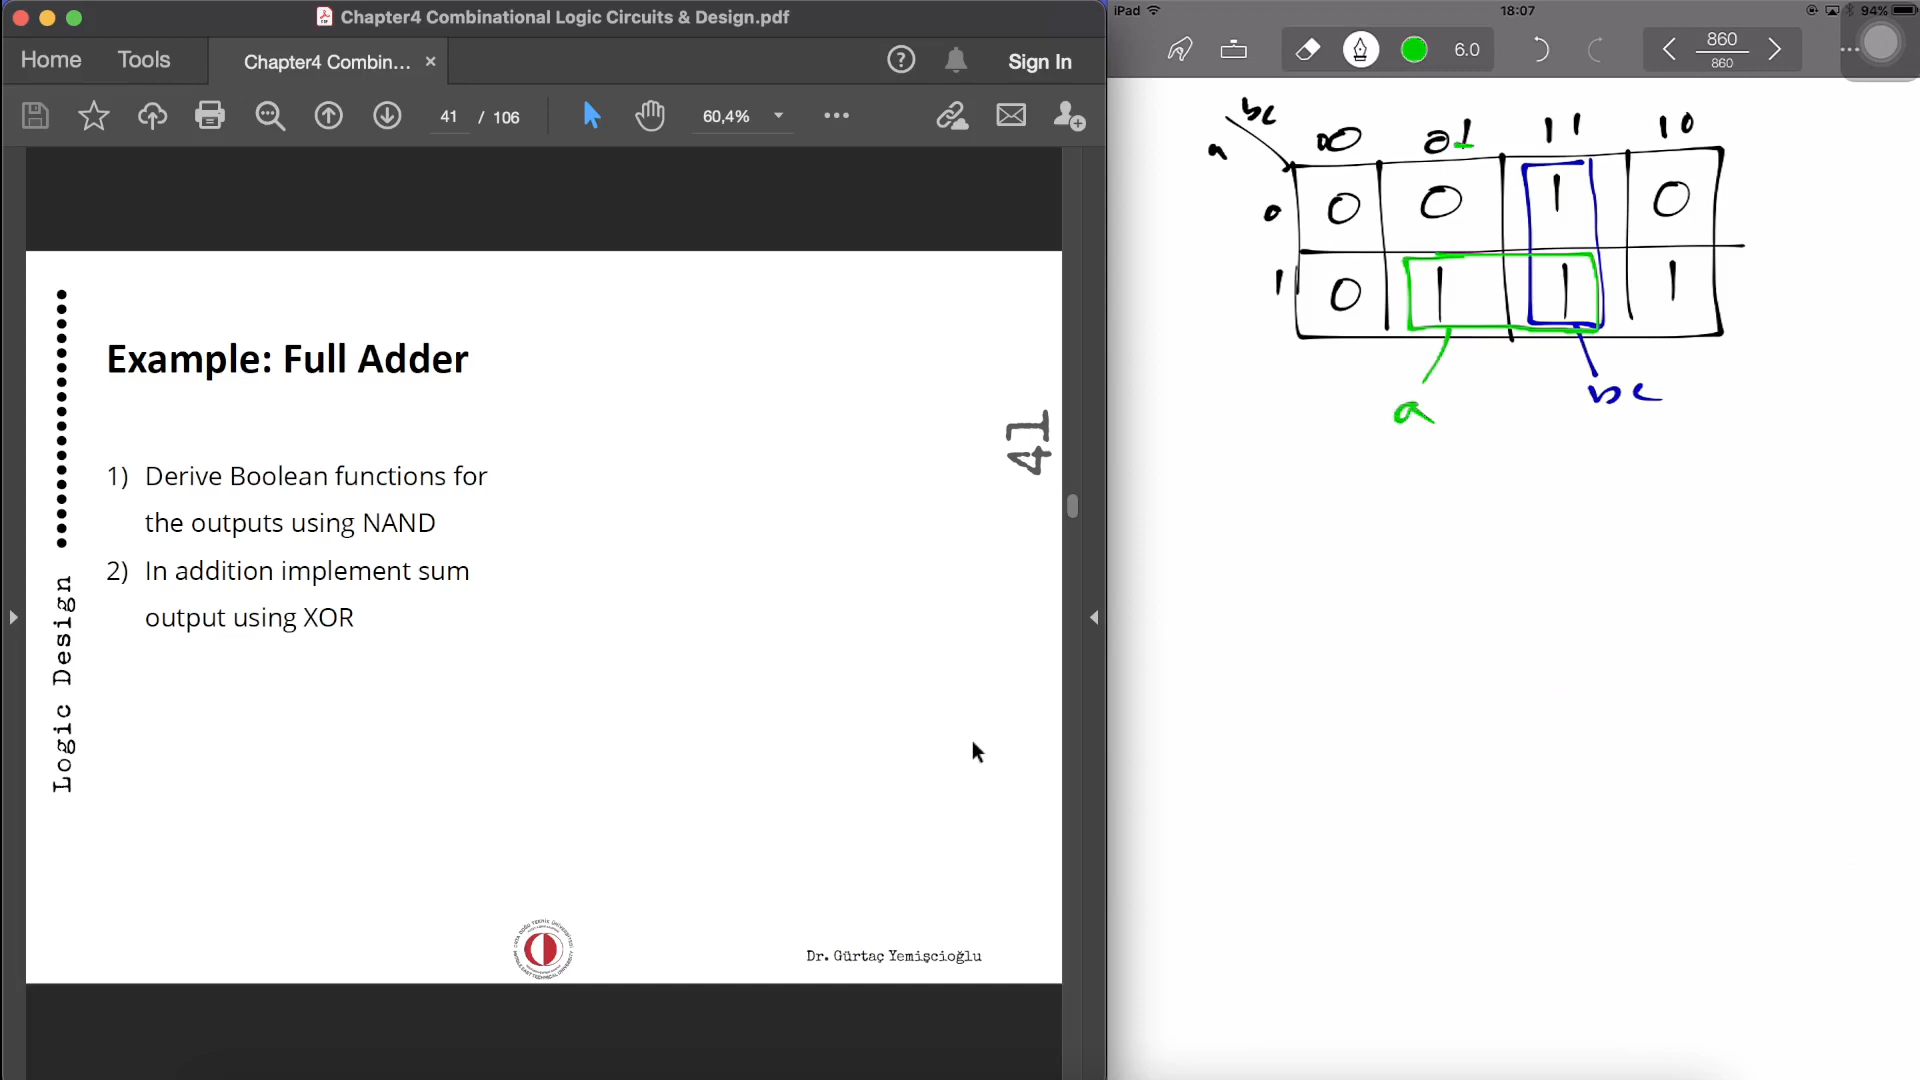 Chapter4 Combinational Logic Circuits & Design.pdf
Home
Tools
Chapter4 Combin... ×
Sign In
41 / 106
60,4%
Logic Design
Example: Full Adder
1) Derive Boolean functions for
the outputs using NAND
2) In addition implement sum
output using XOR
41
Dr. Gürtaç Yemişcioğlu
iPad
18:07
94%
6.0
860
860
bc
a
00 01 11 10
0 0 0 1 0
1 0 1 1 1
a
bc